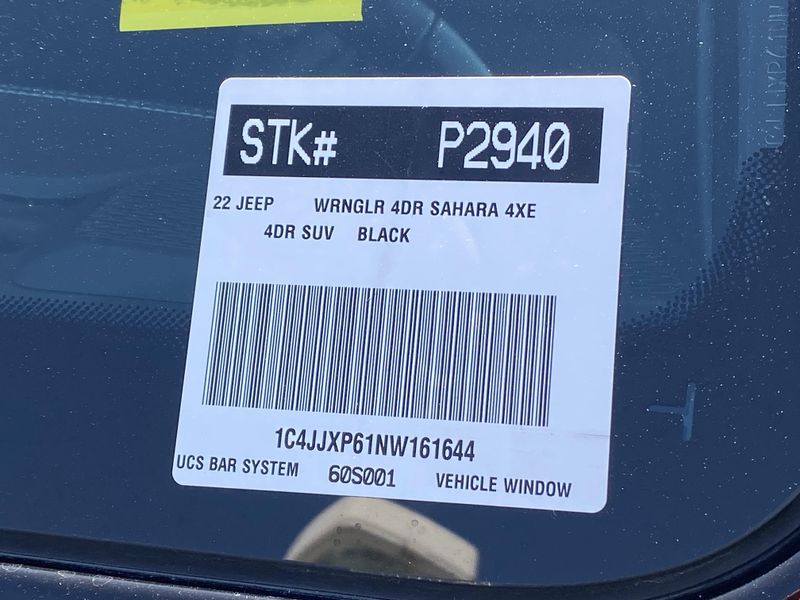 STK# P2940
22 JEEP WRNGLR 4DR SAHARA 4XE
4DR SUV BLACK
1C4JJXP61NW161644
UCS BAR SYSTEM 60S001 VEHICLE WINDOW